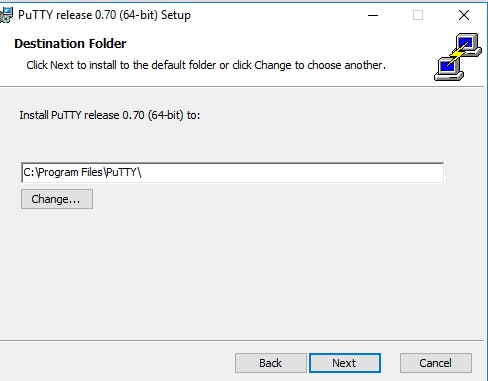 PuTTY release 0.70 (64-bit) Setup
Destination Folder
Click Next to install to the default folder or click Change to choose another.
Install PuTTY release 0.70 (64-bit) to:
C:\Program Files\PuTTY\
Change...
Back Next Cancel